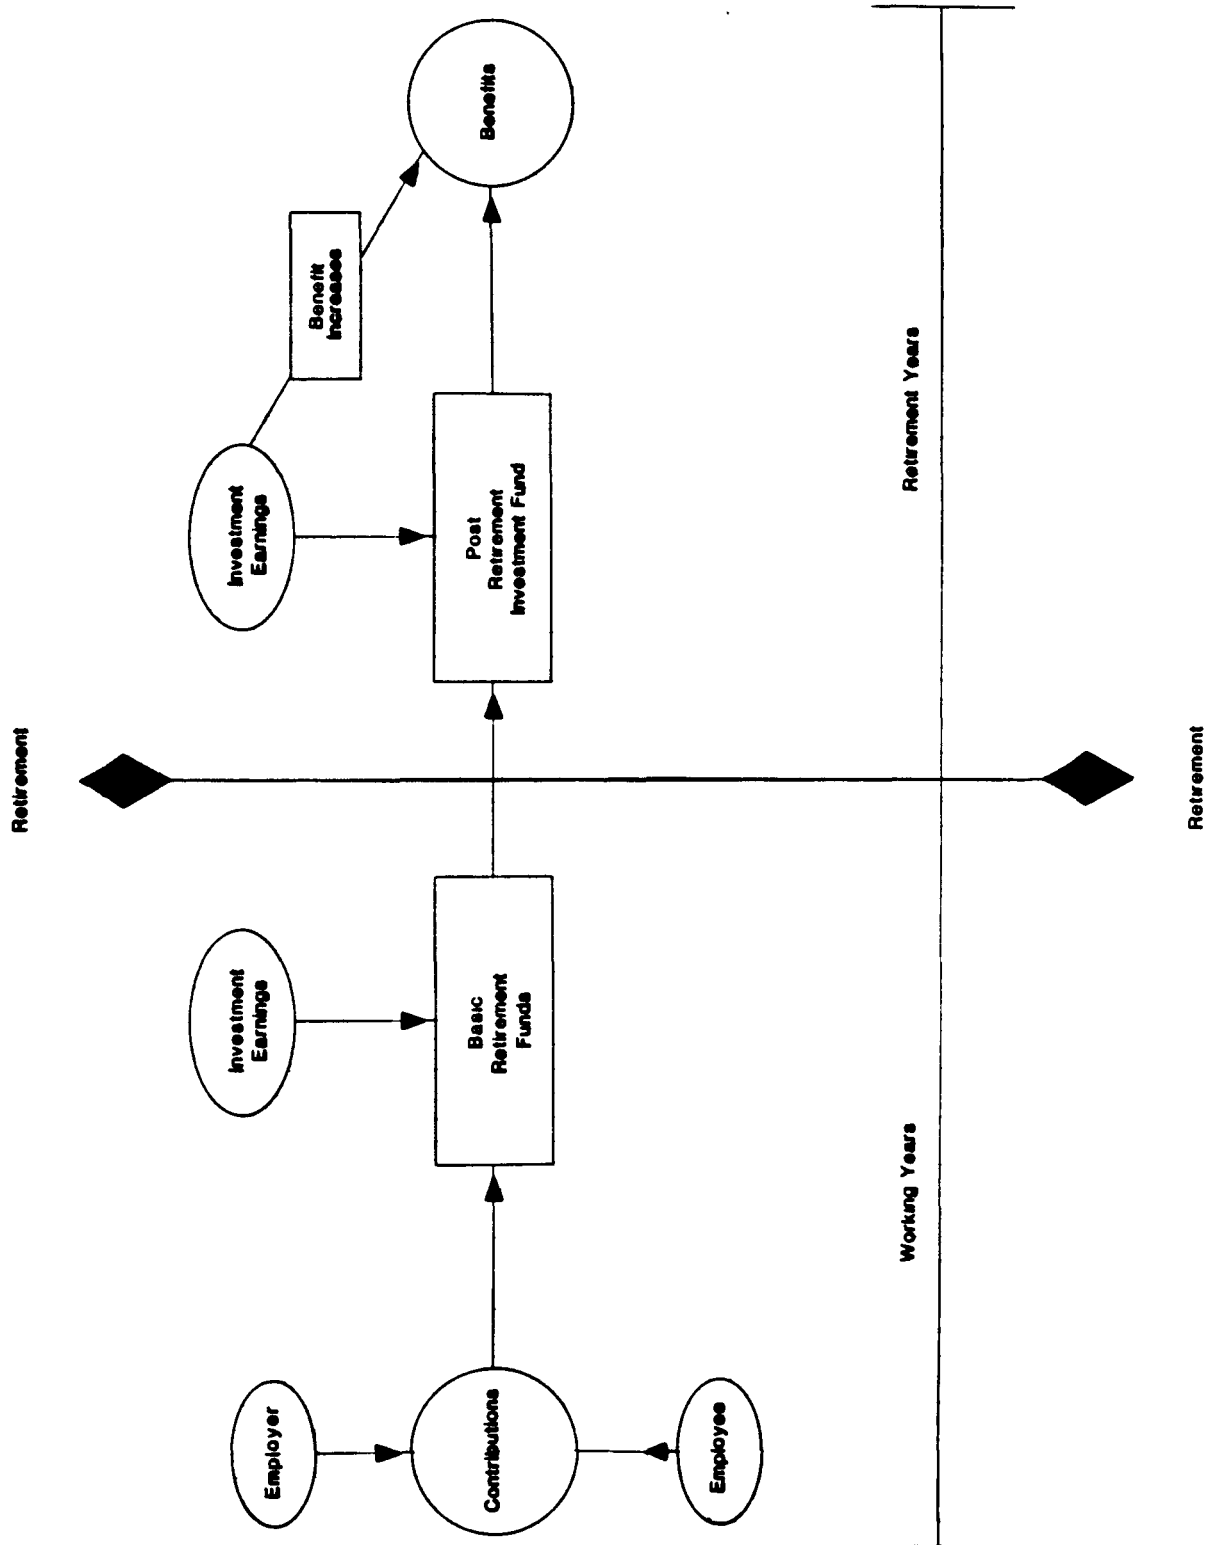 Retirement
Employer
Contributions
Employee
Investment
Earnings
Basic
Retirement
Funds
Investment
Earnings
Post
Retirement
Investment Fund
Benefit
Increases
Benefits
Working Years
Retirement Years
Retirement